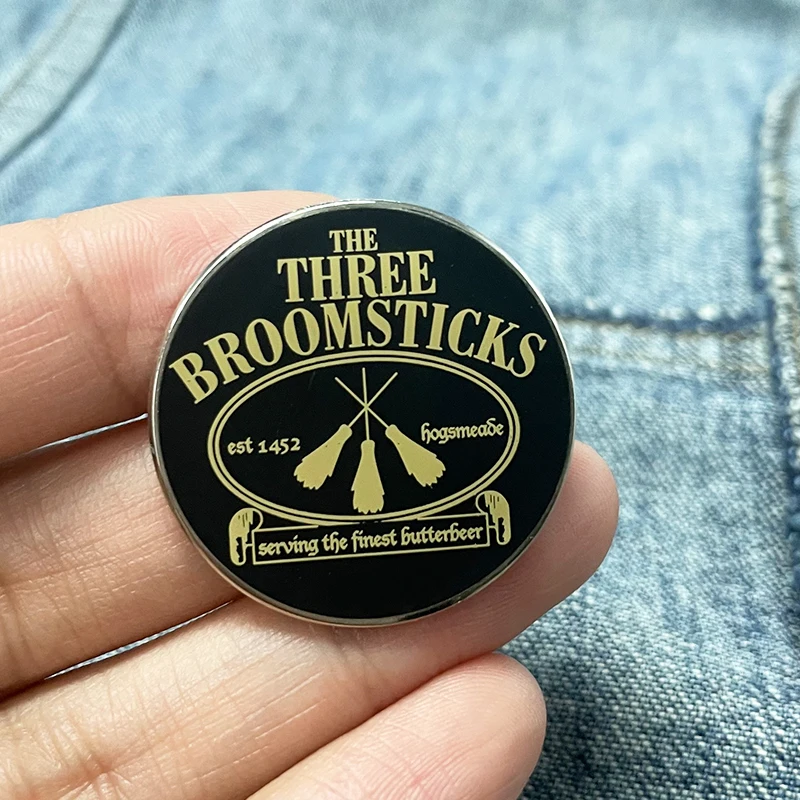 THE
THREE
BROOMSTICKS
est 1452
hogsmeade
serving the finest butterbeer